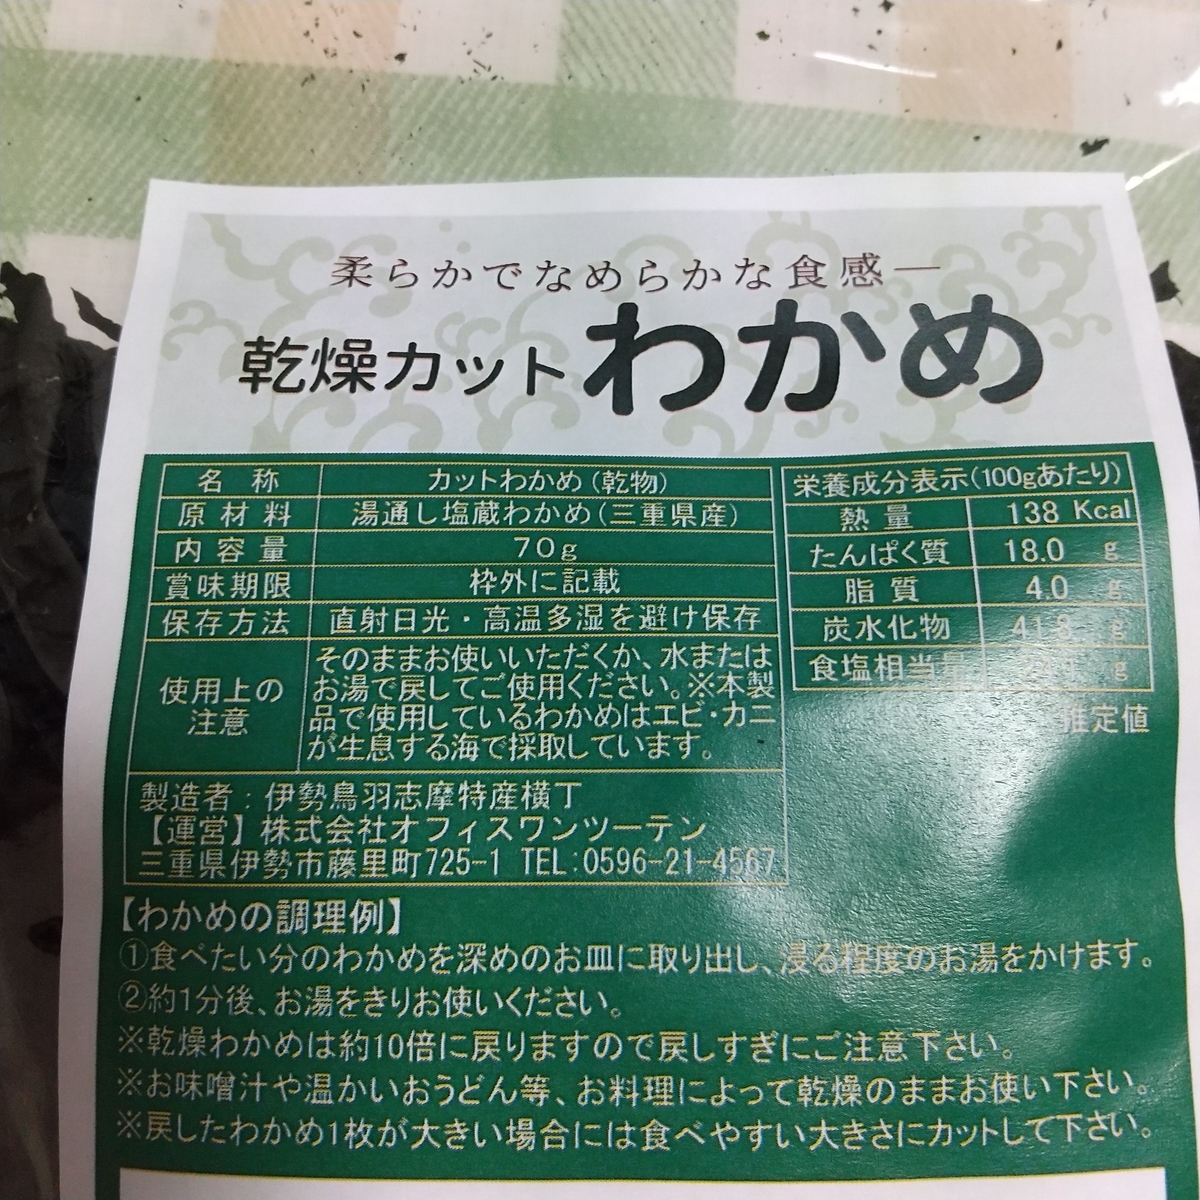 柔らかでなめらかな食感―
乾燥カットわかめ
名称 カットわかめ(乾物)
原材料 湯通し塩蔵わかめ(三重県産)
内容量 70g
賞味期限 枠外に記載
保存方法 直射日光・高温多湿を避け保存
使用上の注意 そのままお使いいただくか、水または
お湯で戻してご使用ください。※本製
品で使用しているわかめはエビ・カニ
が生息する海で採取しています。
製造者:伊勢鳥羽志摩特産横丁
【運営】株式会社オフィスワンツーテン
三重県伊勢市藤里町725-1 TEL:0596-21-4567
栄養成分表示(100gあたり)
熱量 138 Kcal
たんぱく質 18.0 g
脂質 4.0 g
炭水化物 41.8 g
食塩相当量 g
推定値
【わかめの調理例】
①食べたい分のわかめを深めのお皿に取り出し、浸る程度のお湯をかけます。
②約1分後、お湯をきりお使いください。
※乾燥わかめは約10倍に戻りますので戻しすぎにご注意下さい。
※お味噌汁や温かいおうどん等、お料理によって乾燥のままお使い下さい。
※戻したわかめ1枚が大きい場合には食べやすい大きさにカットして下さい。